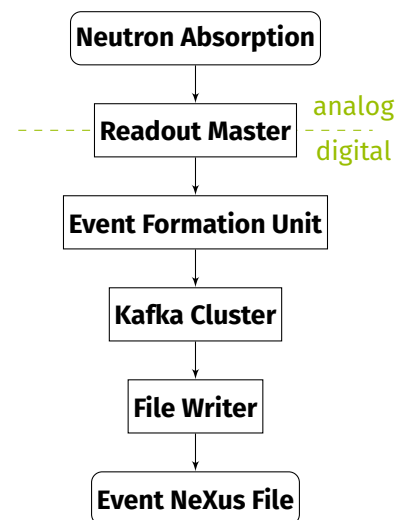 Neutron Absorption
analog
Readout Master
digital
Event Formation Unit
Kafka Cluster
File Writer
Event NeXus File